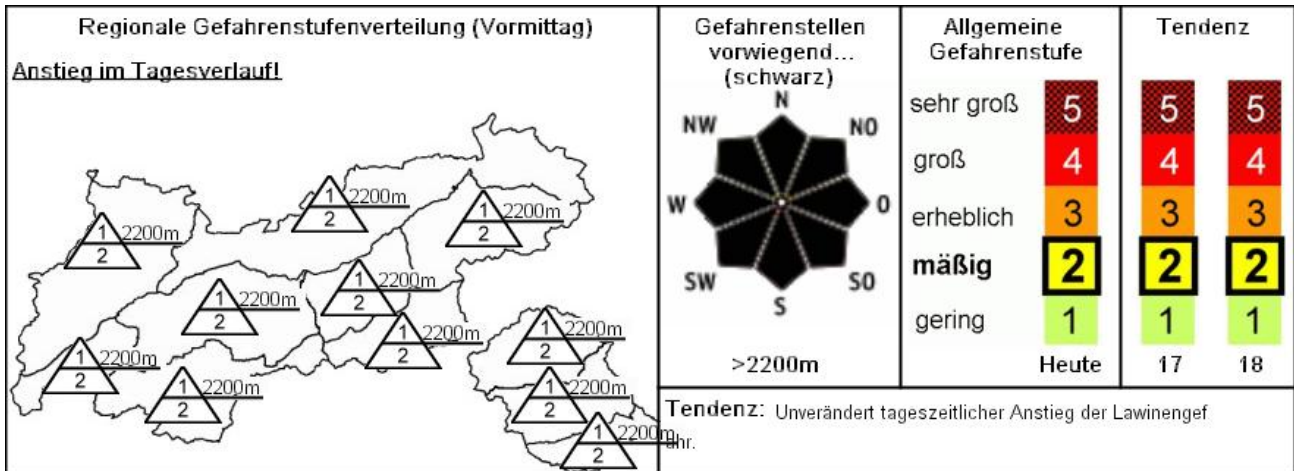 Regionale Gefahrenstufenverteilung (Vormittag)
Anstieg im Tagesverlauf!
1 2200m
2
1 2200m
2
1 2200m
2
1 2200m
2
1 2200m
2
1 2200m
2
1 2200m
2
1 2200m
2
1 2200m
2
1 2200m
2
1 2200m
2
Gefahrenstellen
vorwiegend...
(schwarz)
N
NW NO
W O
SW SO
S
>2200m
Allgemeine
Gefahrenstufe
Tendenz
sehr groß 5 5 5
groß 4 4 4
erheblich 3 3 3
mäßig 2 2 2
gering 1 1 1
Heute 17 18
Tendenz: Unverändert tageszeitlicher Anstieg der Lawinengef
ahr.